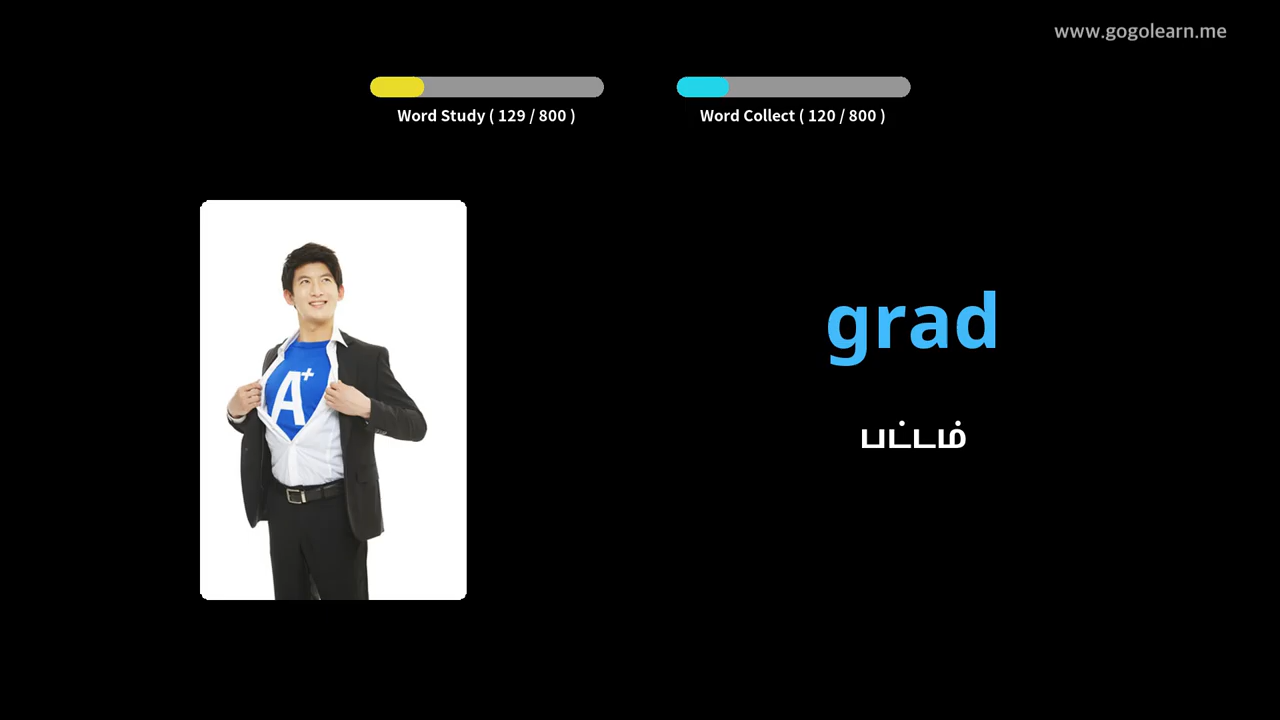 www.gogolearn.me
Word Study ( 129 / 800 )
Word Collect ( 120 / 800 )
A+
grad
பட்டம்